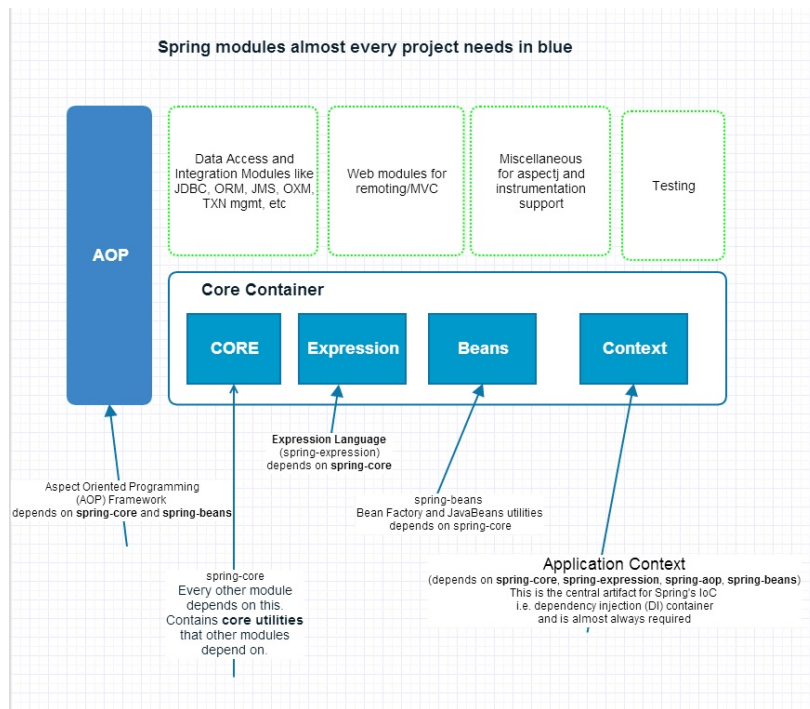 Spring modules almost every project needs in blue
AOP
Data Access and
Integration Modules like
JDBC, ORM, JMS, OXM,
TXN mgmt, etc
Web modules for
remoting/MVC
Miscellaneous
for aspectj and
instrumentation
support
Testing
Core Container
CORE
Expression
Beans
Context
Expression Language
(spring-expression)
depends on spring-core
Aspect Oriented Programming
(AOP) Framework
depends on spring-core and spring-beans
spring-beans
Bean Factory and JavaBeans utilities
depends on spring-core
spring-core
Every other module
depends on this.
Contains core utilities
that other modules
depend on.
Application Context
(depends on spring-core, spring-expression, spring-aop, spring-beans)
This is the central artifact for Spring's IoC
i.e. dependency injection (DI) container
and is almost always required